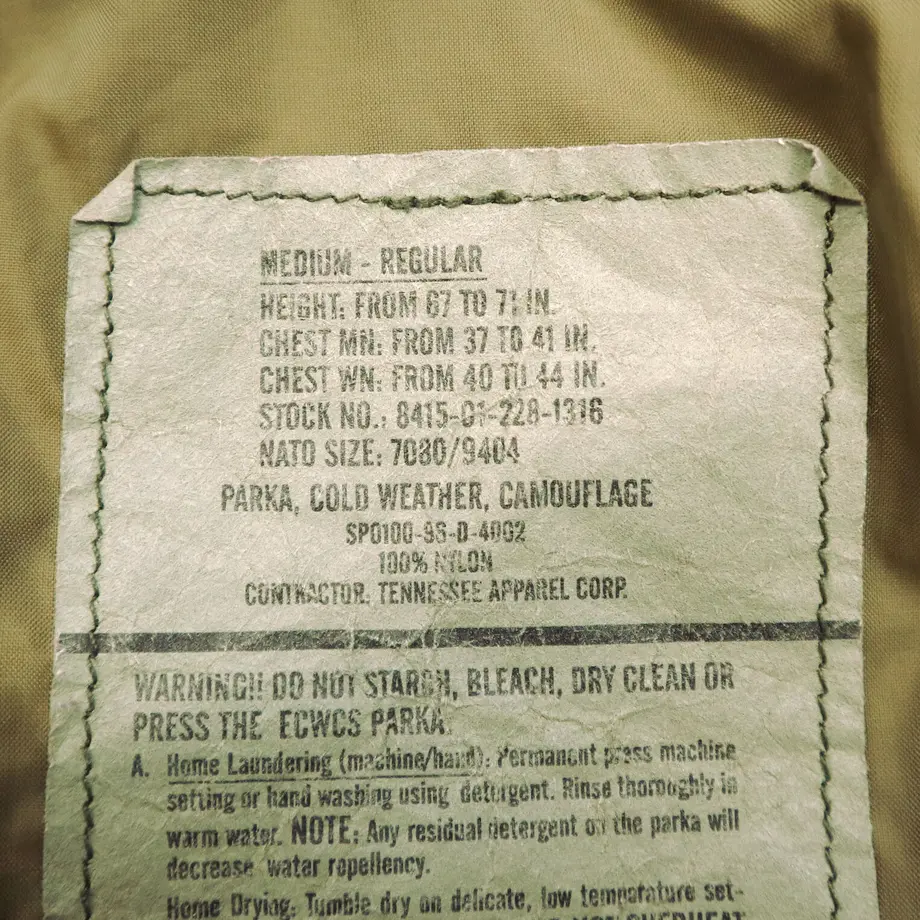 MEDIUM - REGULAR
HEIGHT: FROM 67 TO 71 IN.
CHEST MN: FROM 37 TO 41 IN.
CHEST WN: FROM 40 TO 44 IN.
STOCK NO.: 8415-01-228-1316
NATO SIZE: 7080/9404
PARKA, COLD WEATHER, CAMOUFLAGE
100% NYLON
CONTRACTOR. TENNESSEE APPAREL CORP.
WARNING!! DO NOT STARCH, BLEACH, DRY CLEAN OR
PRESS THE ECWCS PARKA.
A. Home Laundering (machine/hand): Permanent press machine
setting or hand washing using detergent. Rinse thoroughly in
warm water. NOTE: Any residual detergent on the parka will
decrease water repellency.
Home Drying: Tumble dry on delicate, low temperature set-